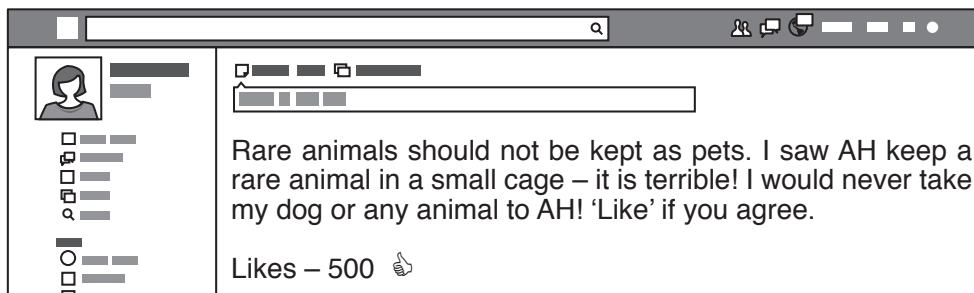 Rare animals should not be kept as pets. I saw AH keep a
rare animal in a small cage – it is terrible! I would never take
my dog or any animal to AH! ‘Like’ if you agree.
Likes – 500